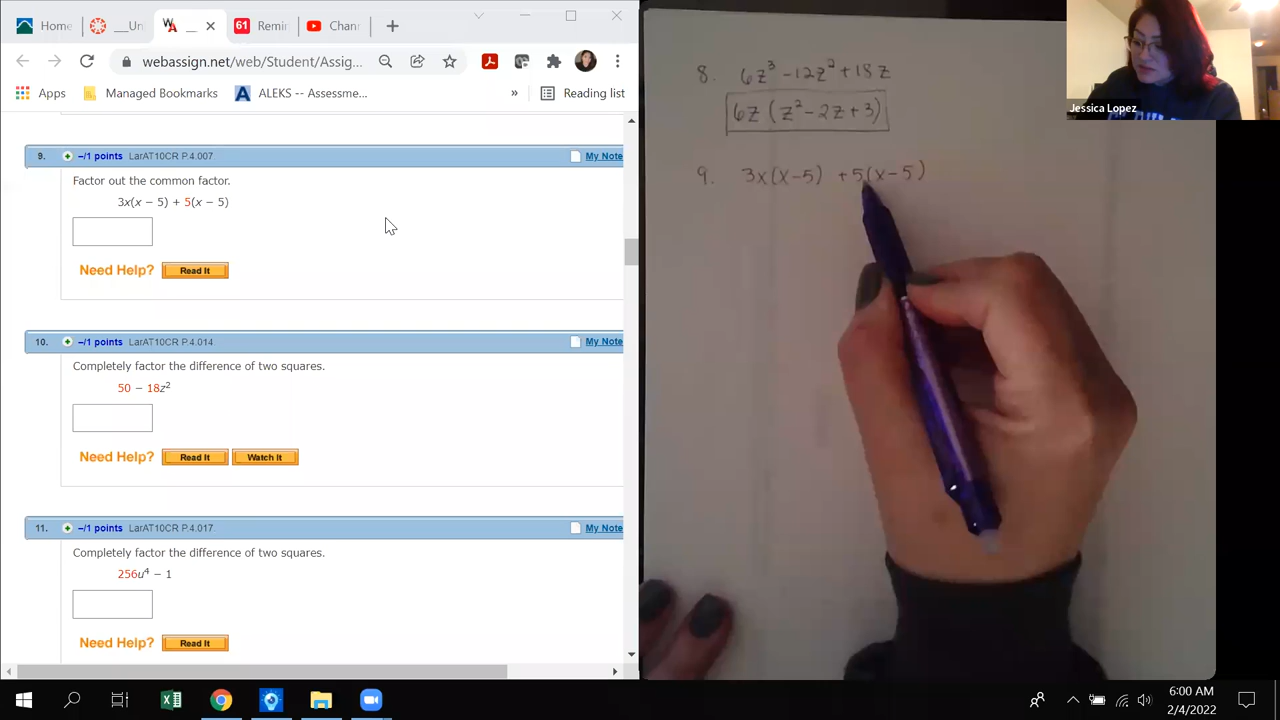 Home
__Un
__
61 Remin
Chan
webassign.net/web/Student/Assig...
Apps
Managed Bookmarks
ALEKS -- Assessme...
»
Reading list
9. –/1 points LarAT10CR P.4.007 My Note
Factor out the common factor.
3x(x − 5) + 5(x − 5)
Need Help? Read It
10. –/1 points LarAT10CR P.4.014 My Note
Completely factor the difference of two squares.
50 − 18z²
Need Help? Read It Watch It
11. –/1 points LarAT10CR P.4.017 My Note
Completely factor the difference of two squares.
256u⁴ − 1
Need Help? Read It
8. 6z³ −12z² +18z
6z (z² −2z +3)
9. 3x(x−5) +5(x−5)
Jessica Lopez
6:00 AM
2/4/2022